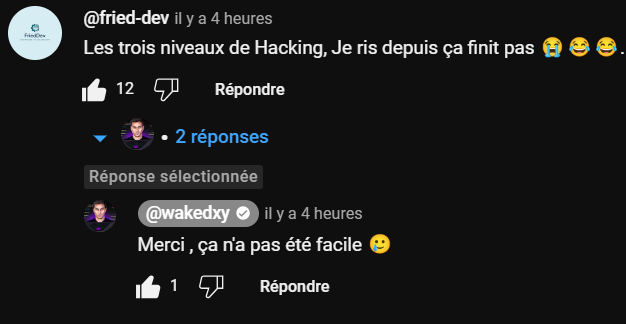 @fried-dev il y a 4 heures
FriedDev
Les trois niveaux de Hacking, Je ris depuis ça finit pas 😭😂😂.
12 Répondre
• 2 réponses
Réponse sélectionnée
@wakedxy il y a 4 heures
Merci , ça n'a pas été facile 🥲
1 Répondre